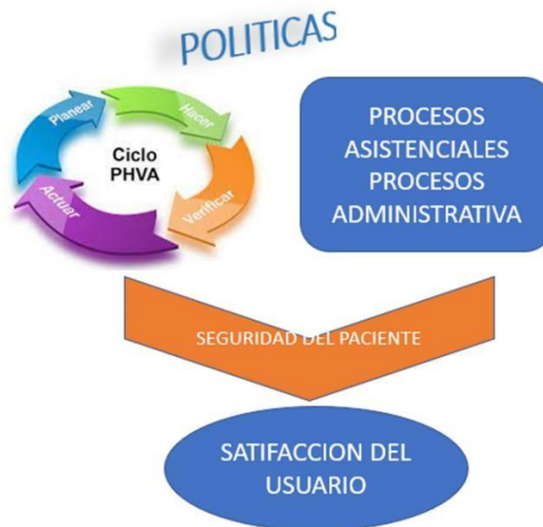 POLITICAS
Planear
Hacer
Ciclo
PHVA
Verificar
Actuar
PROCESOS
ASISTENCIALES
PROCESOS
ADMINISTRATIVA
SEGURIDAD DEL PACIENTE
SATIFACCION DEL
USUARIO